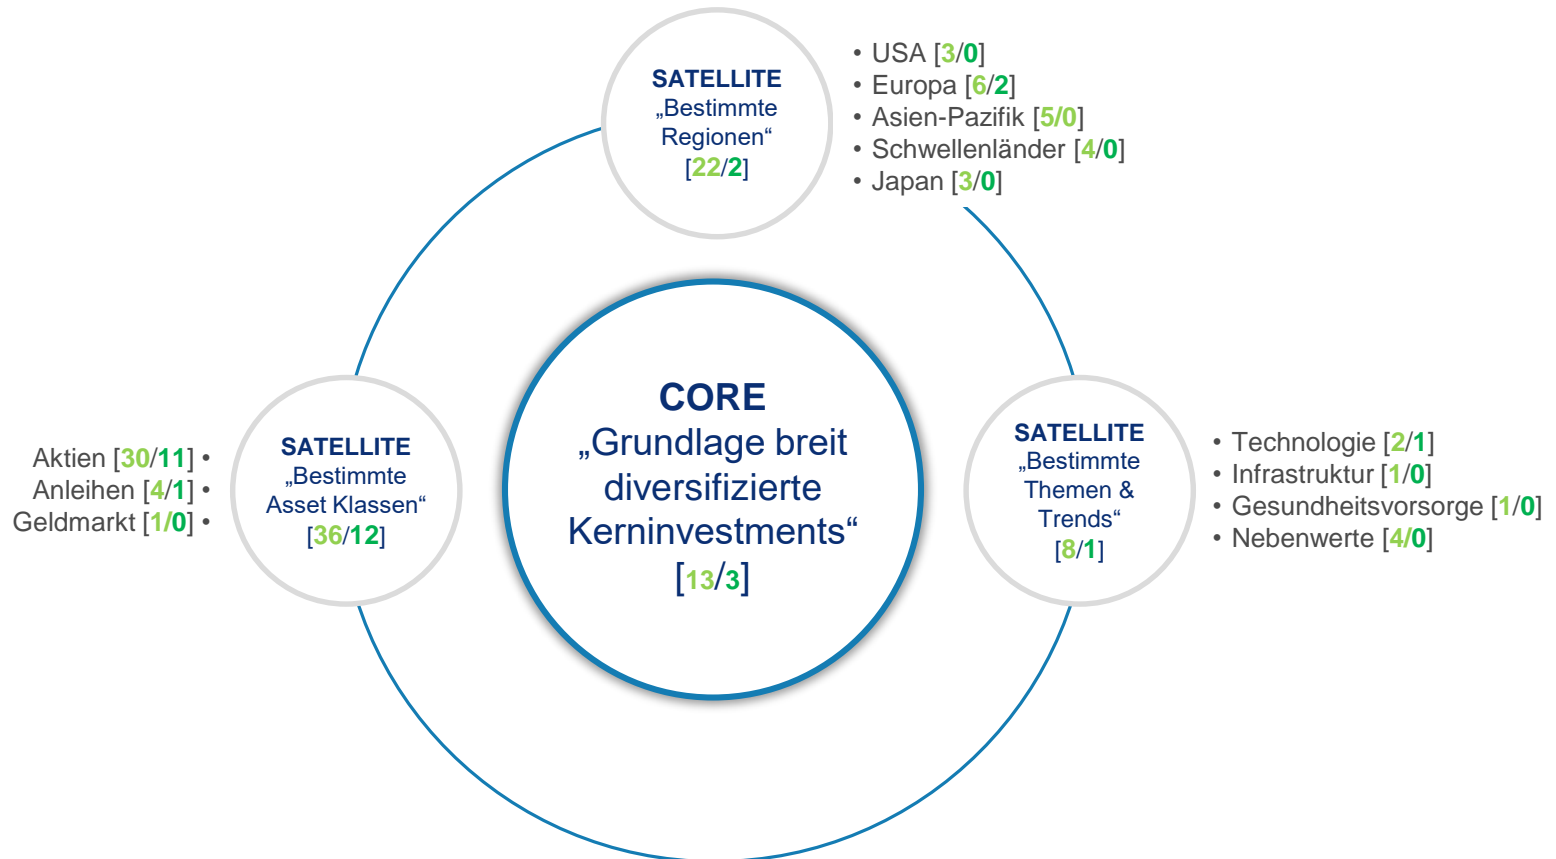 SATELLITE
„Bestimmte
Regionen“
[22/2]
• USA [3/0]
• Europa [6/2]
• Asien-Pazifik [5/0]
• Schwellenländer [4/0]
• Japan [3/0]
Aktien [30/11] •
Anleihen [4/1] •
Geldmarkt [1/0] •
SATELLITE
„Bestimmte
Asset Klassen“
[36/12]
CORE
„Grundlage breit
diversifizierte
Kerninvestments“
[13/3]
SATELLITE
„Bestimmte
Themen &
Trends“
[8/1]
• Technologie [2/1]
• Infrastruktur [1/0]
• Gesundheitsvorsorge [1/0]
• Nebenwerte [4/0]